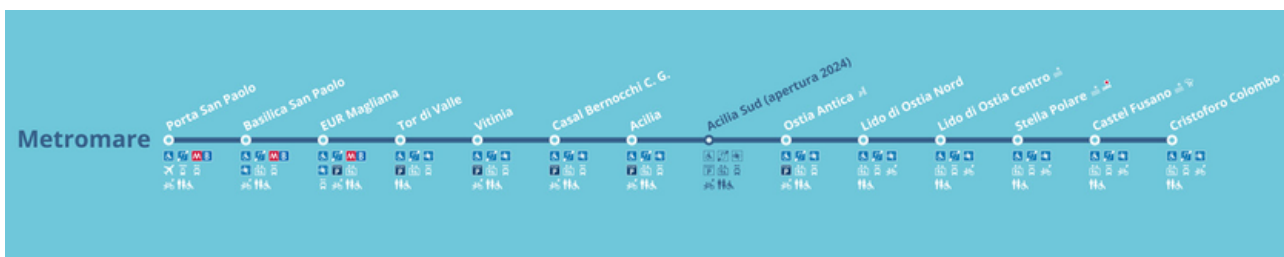 Metromare
Porta San Paolo
Basilica San Paolo
EUR Magliana
Tor di Valle
Vitinia
Casal Bernocchi C. G.
Acilia
Acilia Sud (apertura 2024)
Ostia Antica
Lido di Ostia Nord
Lido di Ostia Centro
Stella Polare
Castel Fusano
Cristoforo Colombo
M B
M B
M B
P
P
P
P
P
P